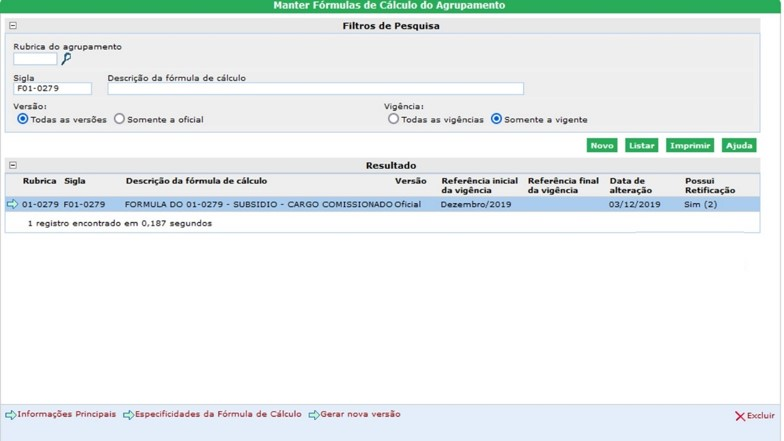 Manter Fórmulas de Cálculo do Agrupamento
Filtros de Pesquisa
Rubrica do agrupamento
Sigla Descrição da fórmula de cálculo
F01-0279
Versão: Vigência:
Todas as versões Somente a oficial Todas as vigências Somente a vigente
Novo Listar Imprimir Ajuda
Resultado
Rubrica Sigla Descrição da fórmula de cálculo Versão Referência inicial da vigência Referência final da vigência Data de alteração Possui Retificação
01-0279 F01-0279 FORMULA DO 01-0279 - SUBSIDIO - CARGO COMISSIONADO Oficial Dezembro/2019 03/12/2019 Sim (2)
1 registro encontrado em 0,187 segundos
Informações Principais Especificidades da Fórmula de Cálculo Gerar nova versão Excluir